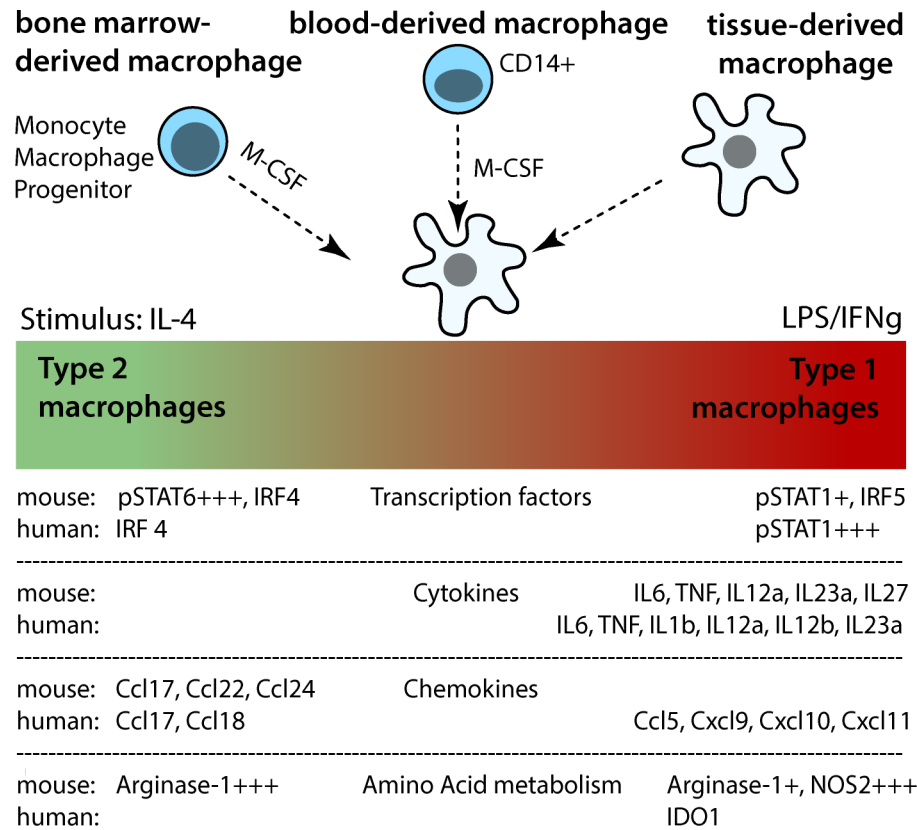 bone marrow-
derived macrophage
blood-derived macrophage
tissue-derived
macrophage
CD14+
Monocyte
Macrophage
Progenitor
M-CSF
M-CSF
Stimulus: IL-4
LPS/IFNg
Type 2
macrophages
Type 1
macrophages
mouse: pSTAT6+++, IRF4 Transcription factors pSTAT1+, IRF5
human: IRF 4 pSTAT1+++
mouse: Cytokines IL6, TNF, IL12a, IL23a, IL27
human: IL6, TNF, IL1b, IL12a, IL12b, IL23a
mouse: Ccl17, Ccl22, Ccl24 Chemokines
human: Ccl17, Ccl18 Ccl5, Cxcl9, Cxcl10, Cxcl11
mouse: Arginase-1+++ Amino Acid metabolism Arginase-1+, NOS2+++
human: IDO1